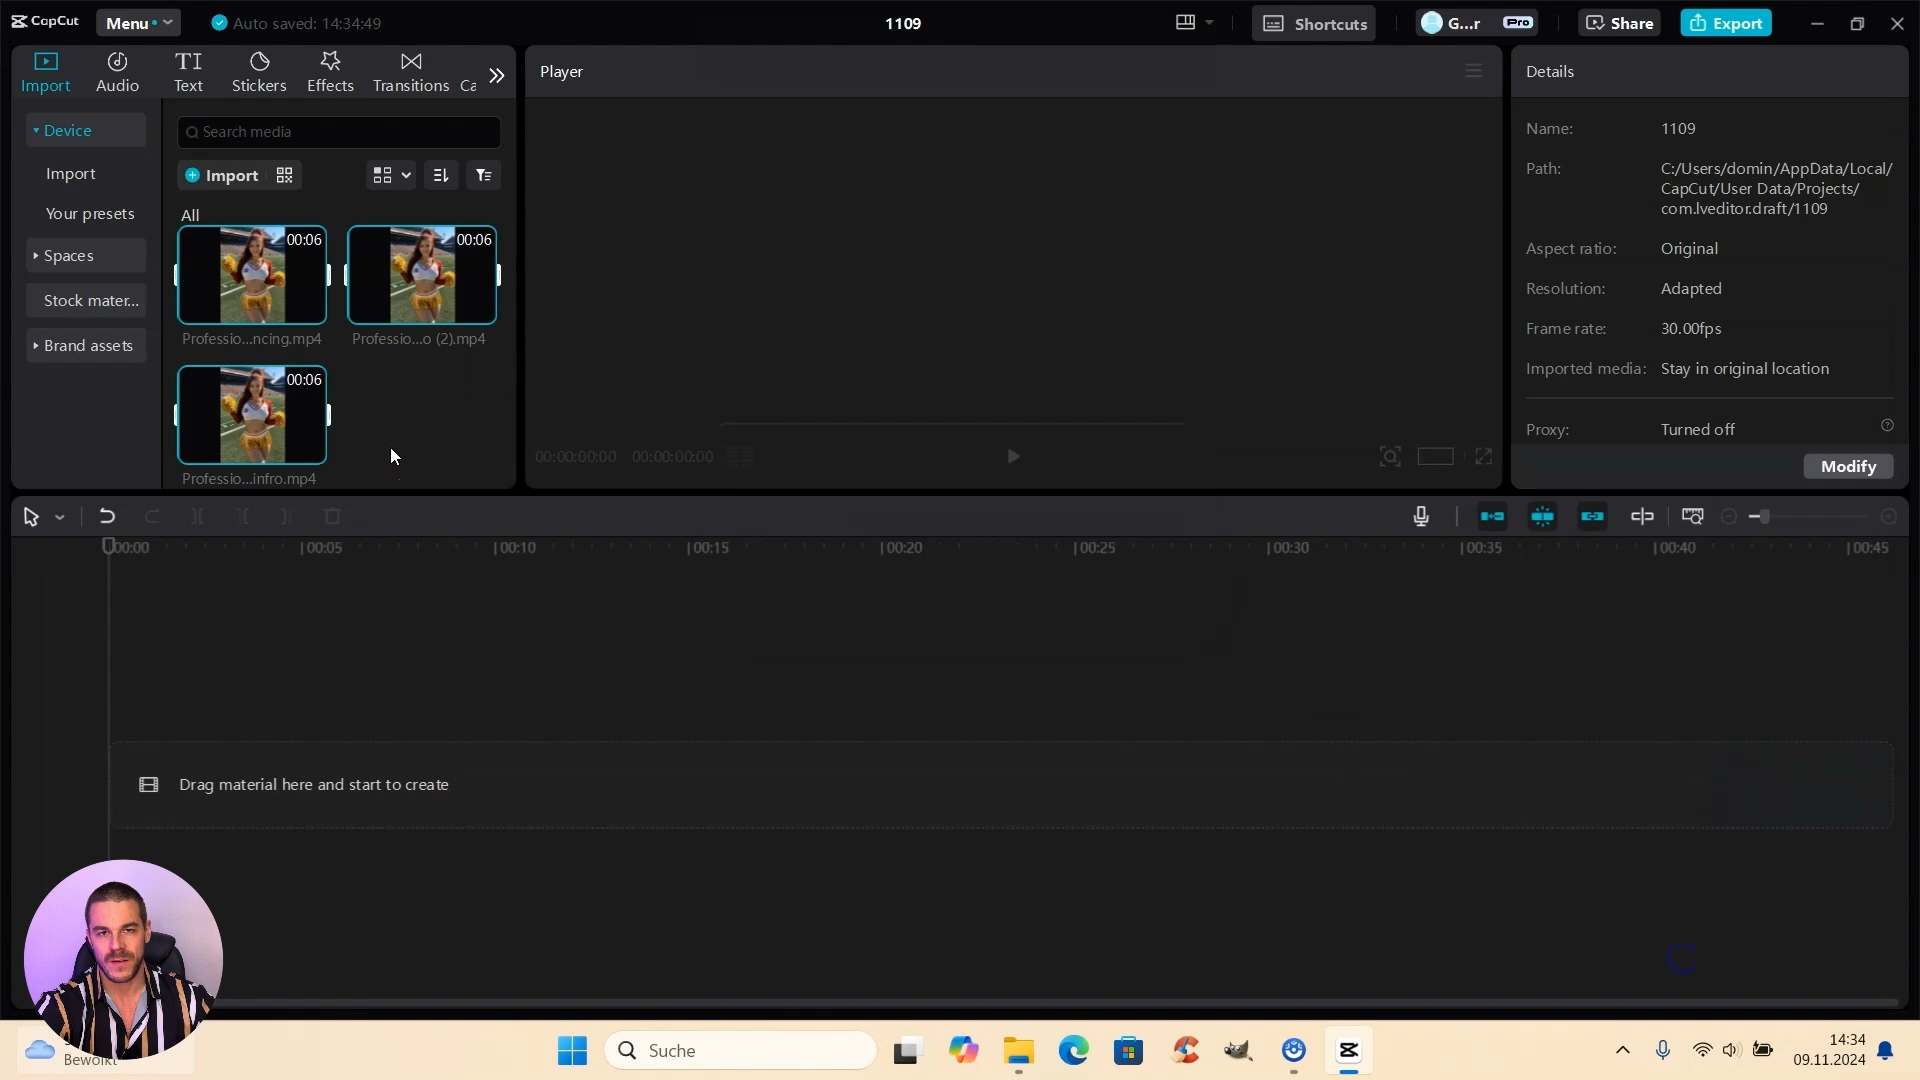 CapCut
Menu
Auto saved: 14:34:49
1109
Shortcuts
G...r
Pro
Share
Export
Import
Audio
Text
Stickers
Effects
Transitions
Ca
Player
Details
Device
Import
Your presets
Spaces
Stock mater...
Brand assets
Search media
Import
All
00:06
Professio...ncing.mp4
00:06
Professio...o (2).mp4
00:06
Professio...infro.mp4
00:00:00:00
00:00:00:00
Name:
1109
Path:
C:/Users/domin/AppData/Local/
CapCut/User Data/Projects/
com.lveditor.draft/1109
Aspect ratio:
Original
Resolution:
Adapted
Frame rate:
30.00fps
Imported media:
Stay in original location
Proxy:
Turned off
Modify
00:00
00:05
00:10
00:15
00:20
00:25
00:30
00:35
00:40
00:45
Drag material here and start to create
Bewölkt
Suche
14:34
09.11.2024